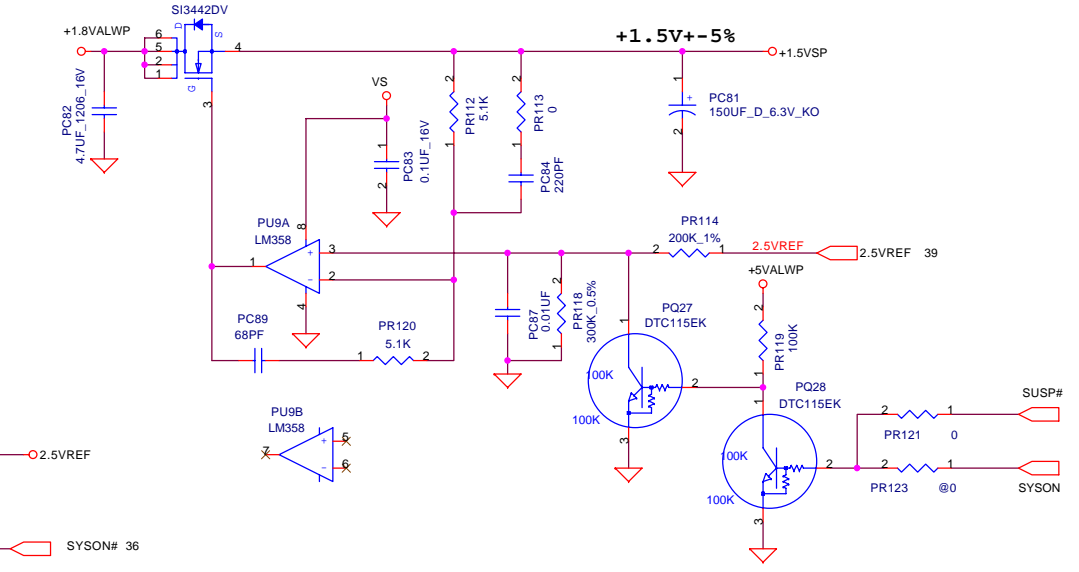 SI3442DV
+1.8VALWP
D
S
G
6
5
2
1
4
3
+1.5V+-5%
+1.5VSP
PC82
4.7UF_1206_16V
VS
1
2
PC83
0.1UF_16V
2
1
PR112
5.1K
2
1
PR113
0
PC84
220PF
1
2
+
PC81
150UF_D_6.3V_KO
PU9A
LM358
8
1
+ 3
- 2
4
PR114
200K_1%
2
1
2.5VREF
2.5VREF 39
+5VALWP
PC87
0.01UF
2
1
PR118
300K_0.5%
PQ27
DTC115EK
1
100K
100K
2
3
2
1
PR119
100K
PC89
68PF
PR120
5.1K
1
2
PQ28
DTC115EK
1
100K
100K
2
3
SUSP#
2
1
PR121 0
2
1
PR123 @0
SYSON
PU9B
LM358
7
+ 5
- 6
2.5VREF
SYSON# 36